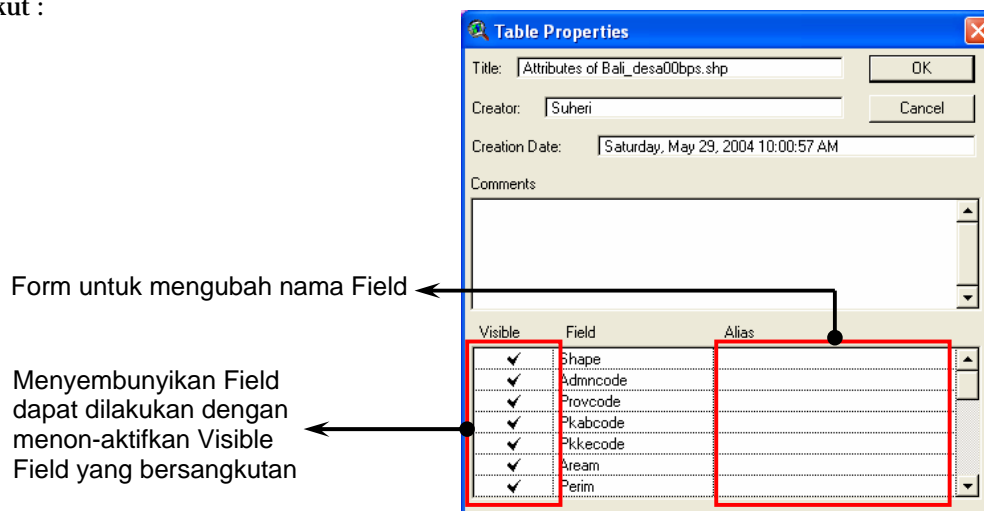 kut :
Table Properties
Title: Attributes of Bali_desa00bps.shp OK
Creator: Suheri Cancel
Creation Date: Saturday, May 29, 2004 10:00:57 AM
Comments
Form untuk mengubah nama Field
Visible Field Alias
Shape
Admncode
Provcode
Pkabcode
Pkkecode
Aream
Perim
Menyembunyikan Field
dapat dilakukan dengan
menon-aktifkan Visible
Field yang bersangkutan